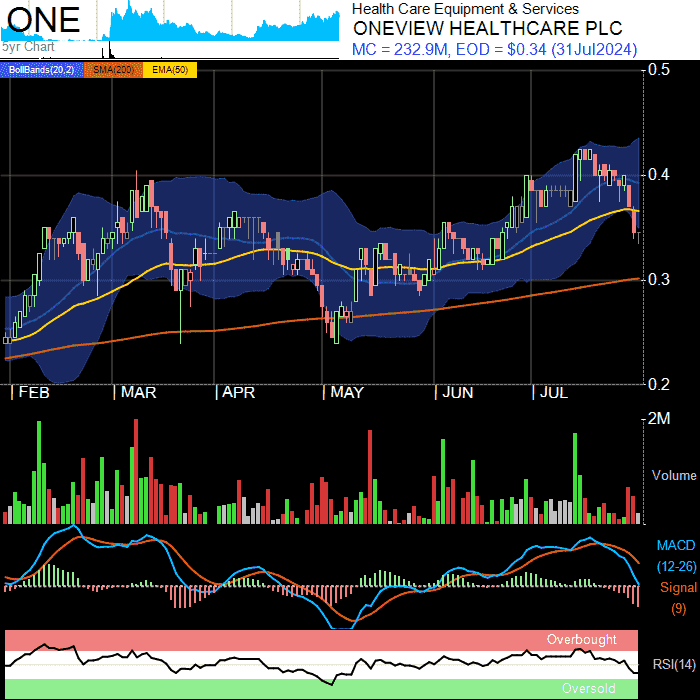 ONE
5yr Chart
Health Care Equipment & Services
ONEVIEW HEALTHCARE PLC
MC = 232.9M, EOD = $0.34 (31Jul2024)
BollBands(20,2) SMA(200) EMA(50)
0.5
0.4
0.3
0.2
FEB MAR APR MAY JUN JUL
2M
Volume
MACD
(12-26)
Signal
(9)
Overbought
RSI(14)
Oversold